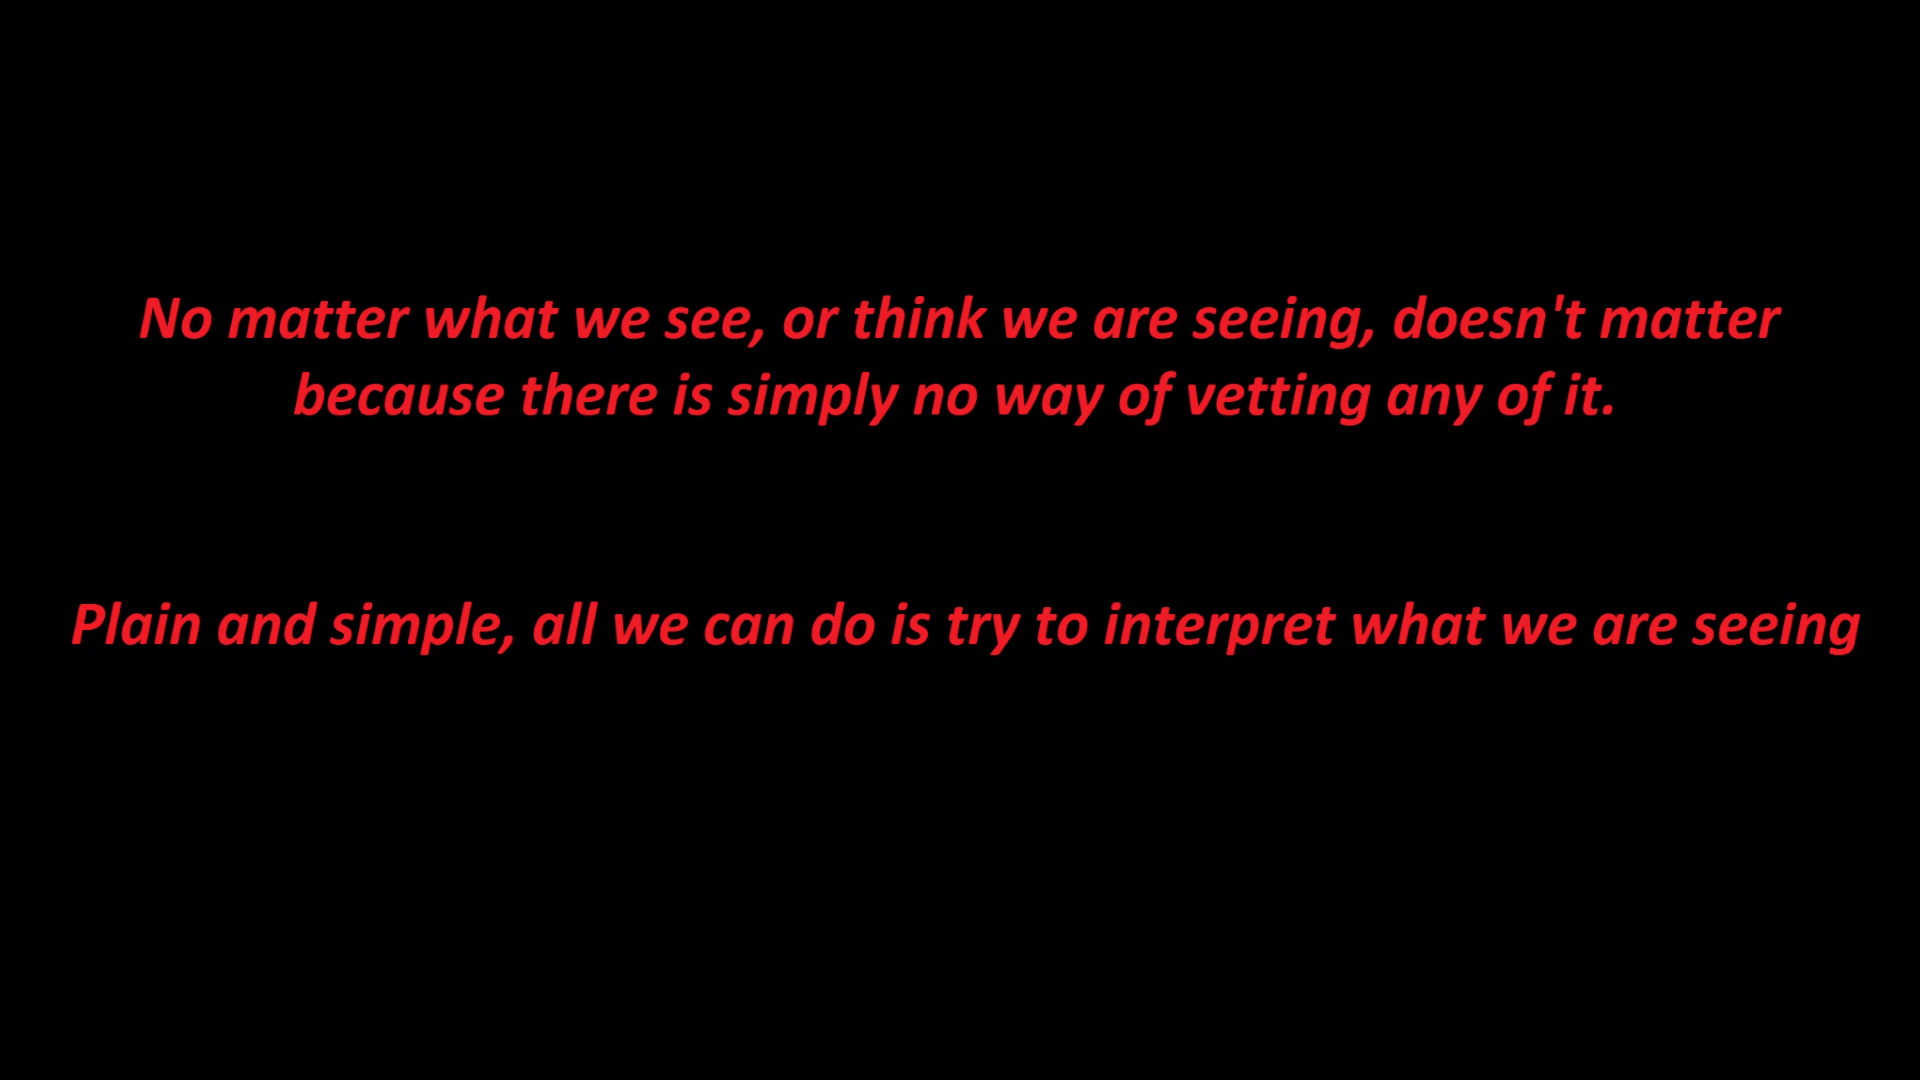 No matter what we see, or think we are seeing, doesn't matter
because there is simply no way of vetting any of it.
Plain and simple, all we can do is try to interpret what we are seeing